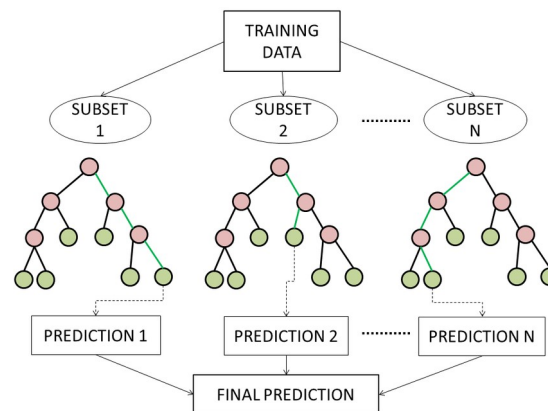 TRAINING
DATA
SUBSET
1
SUBSET
2
SUBSET
N
PREDICTION 1
PREDICTION 2
PREDICTION N
FINAL PREDICTION